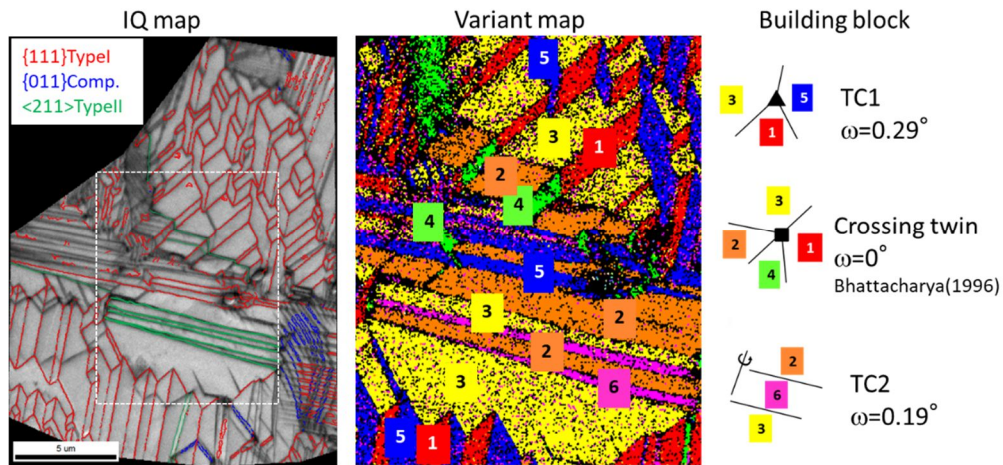 IQ map
{111}TypeI
{011}Comp.
<211>TypeII
5 um
Variant map
5
3
1
2
4
4
5
3
2
2
3
6
5
1
Building block
3
5
1
TC1
ω=0.29°
3
2
1
4
Crossing twin
ω=0°
Bhattacharya(1996)
2
6
3
TC2
ω=0.19°